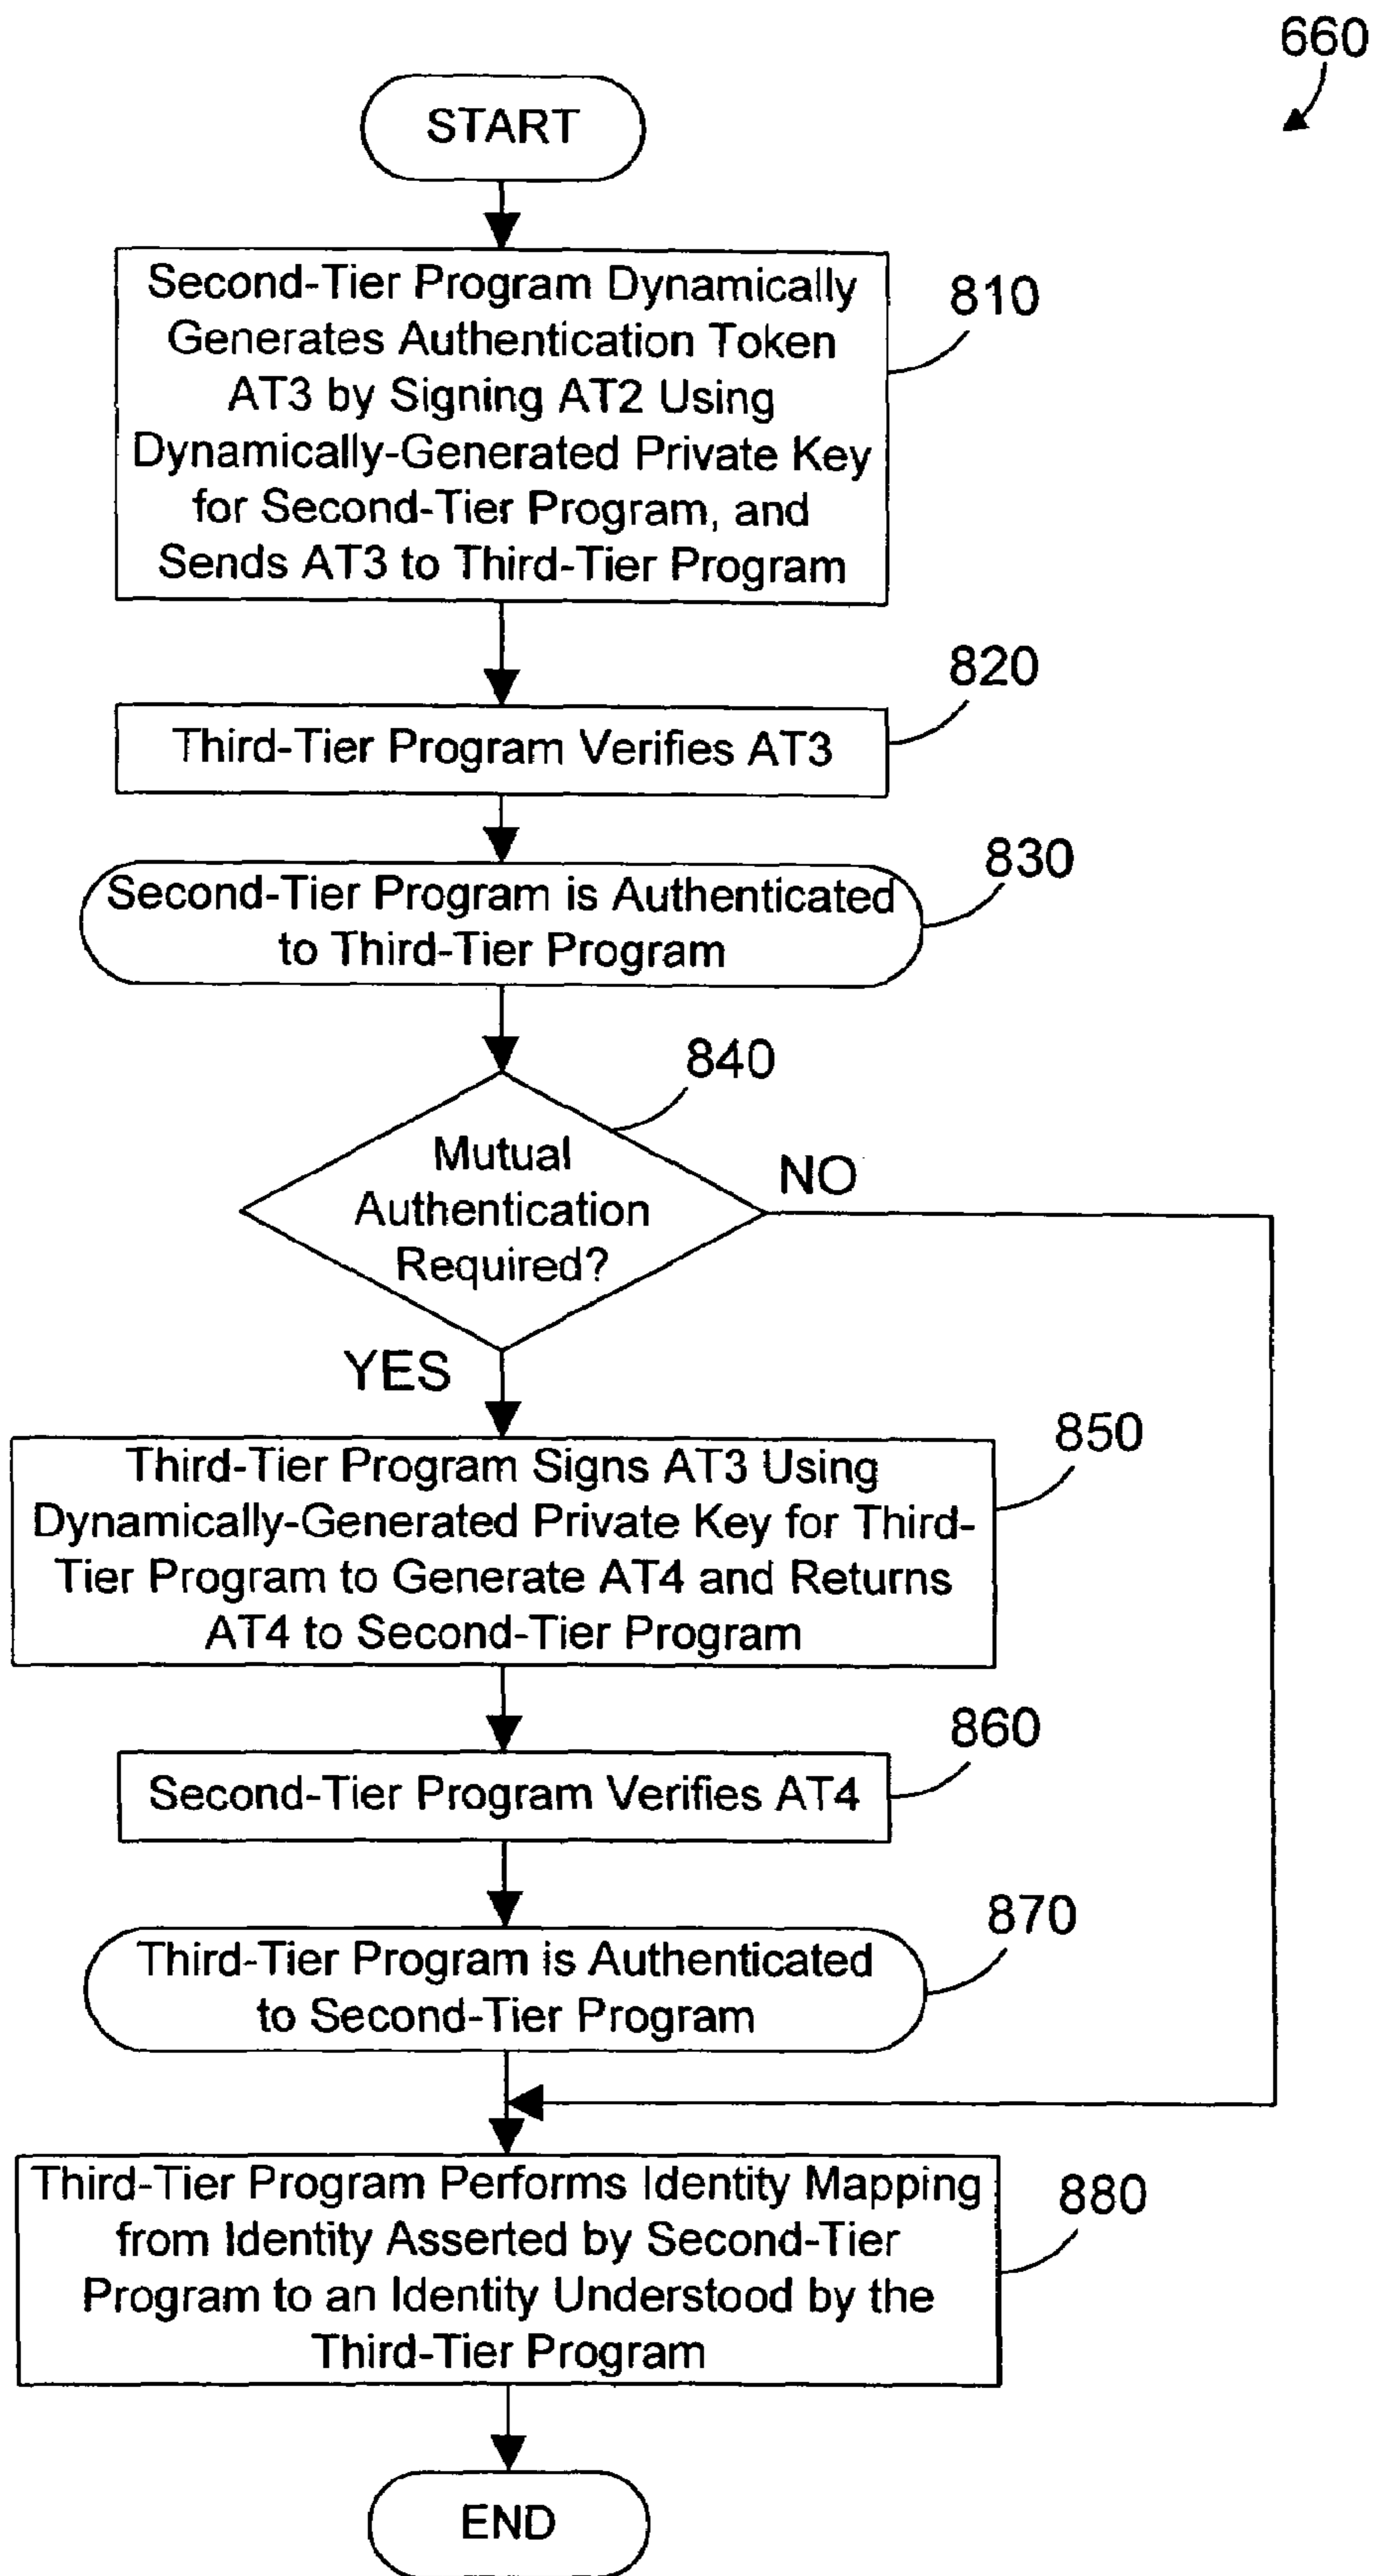 660
START
Second-Tier Program Dynamically
Generates Authentication Token
AT3 by Signing AT2 Using
Dynamically-Generated Private Key
for Second-Tier Program, and
Sends AT3 to Third-Tier Program
810
Third-Tier Program Verifies AT3
820
Second-Tier Program is Authenticated
to Third-Tier Program
830
840
Mutual
Authentication
Required?
NO
YES
Third-Tier Program Signs AT3 Using
Dynamically-Generated Private Key for Third-
Tier Program to Generate AT4 and Returns
AT4 to Second-Tier Program
850
Second-Tier Program Verifies AT4
860
Third-Tier Program is Authenticated
to Second-Tier Program
870
Third-Tier Program Performs Identity Mapping
from Identity Asserted by Second-Tier
Program to an Identity Understood by the
Third-Tier Program
880
END